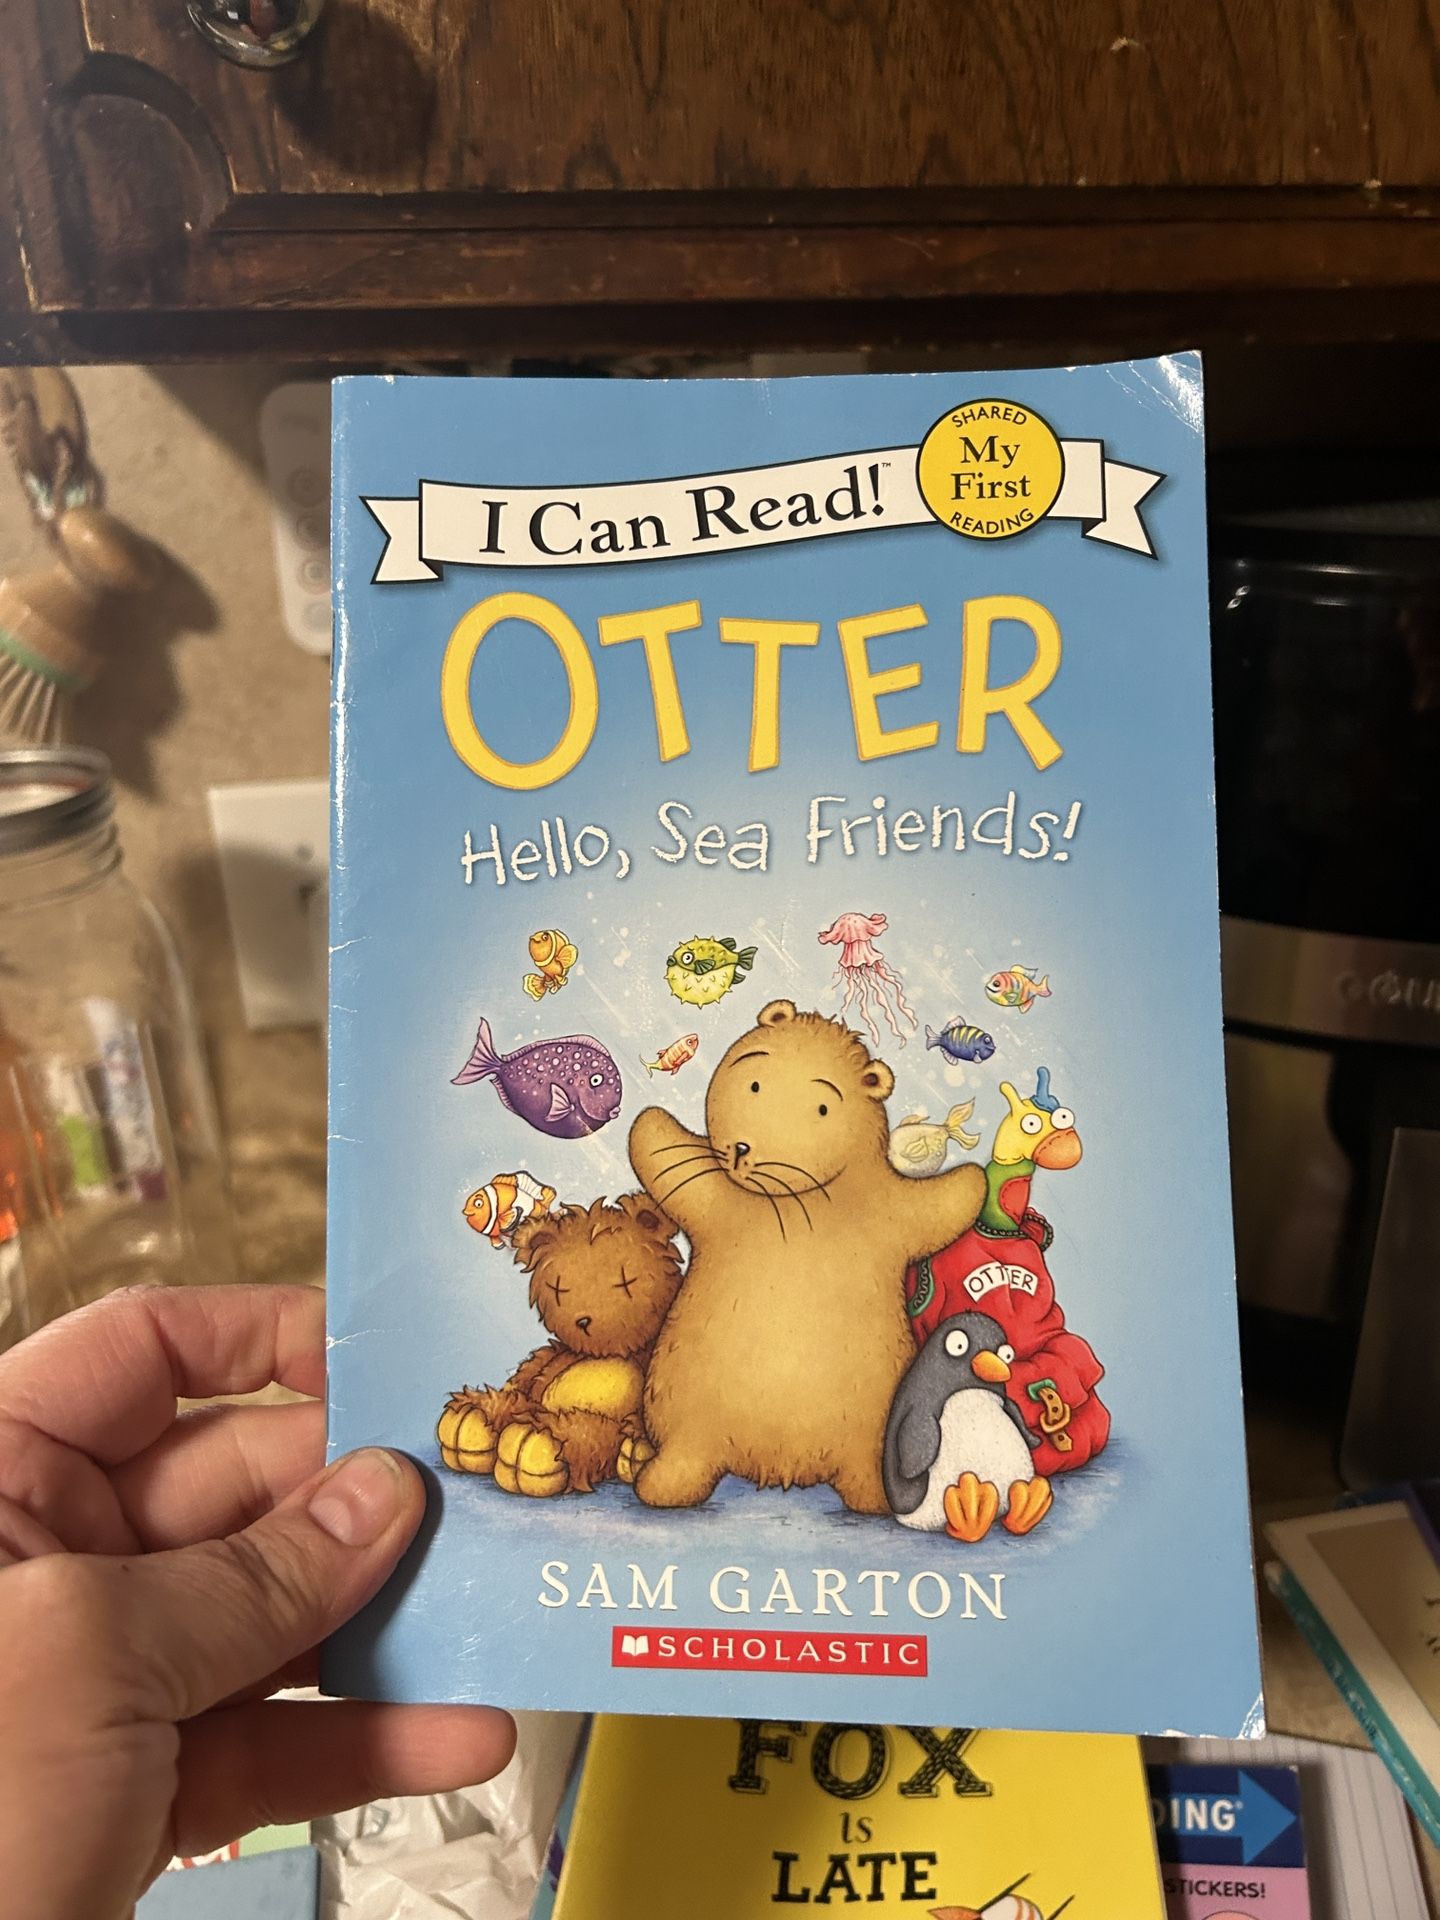 SHARED
My
First
READING
I Can Read!™
OTTER
Hello, Sea Friends!
OTTER
SAM GARTON
SCHOLASTIC
FOX
is
LATE
DING®
STICKERS!